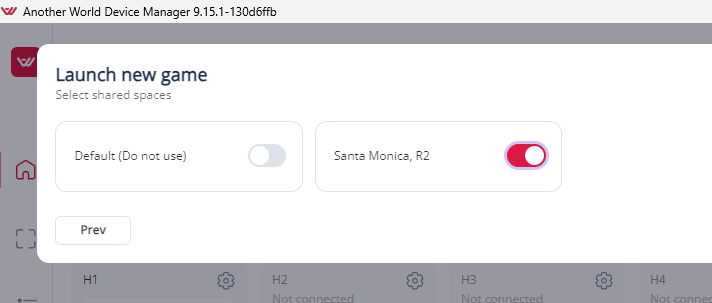 Another World Device Manager 9.15.1-130d6ffb
Launch new game
Select shared spaces
Default (Do not use)
Santa Monica, R2
Prev
H1
H2
H3
H4
Not connected
Not connected
Not connected